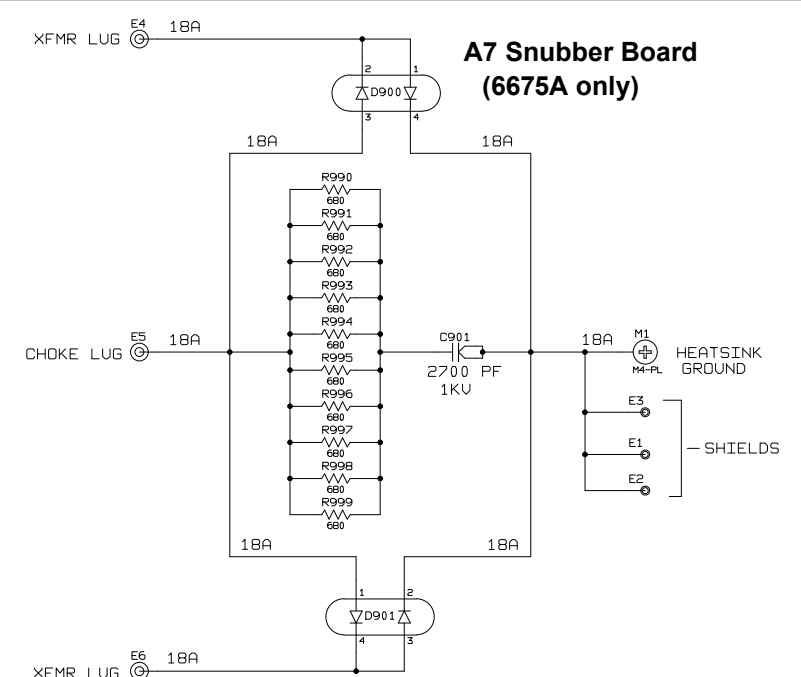 A7 Snubber Board
(6675A only)
XFMR LUG E4 18A
2 1
D900
3 4
18A 18A
R990
680
R991
680
R992
680
R993
680
R994
680
CHOKE LUG E5 18A
C901
2700 PF
1KV
18A M1
M4-PL
HEATSINK
GROUND
R995
680
R996
680
R997
680
R998
680
R999
680
E3
E1
E2
SHIELDS
18A 18A
1 2
D901
4 3
XFMR LUG E6 18A